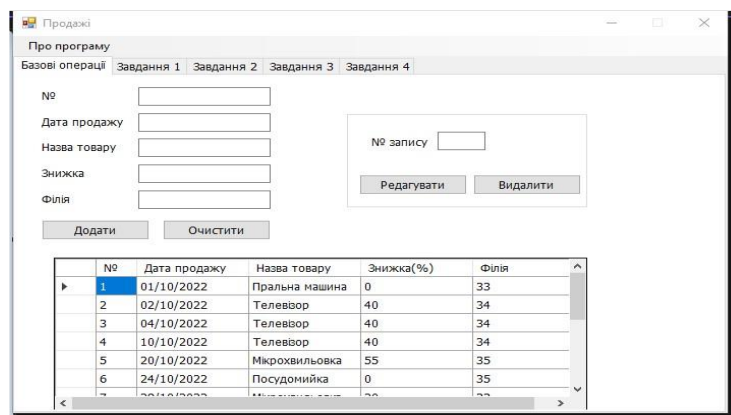 Продажі
Про програму
Базові операції Завдання 1 Завдання 2 Завдання 3 Завдання 4
№
Дата продажу
Назва товару
№ запису
Знижка
Редагувати Видалити
Філія
Додати Очистити
№ Дата продажу Назва товару Знижка(%) Філія
1 01/10/2022 Пральна машина 0 33
2 02/10/2022 Телевізор 40 34
3 04/10/2022 Телевізор 40 34
4 10/10/2022 Телевізор 40 34
5 20/10/2022 Мікрохвильовка 55 35
6 24/10/2022 Посудомийка 0 35